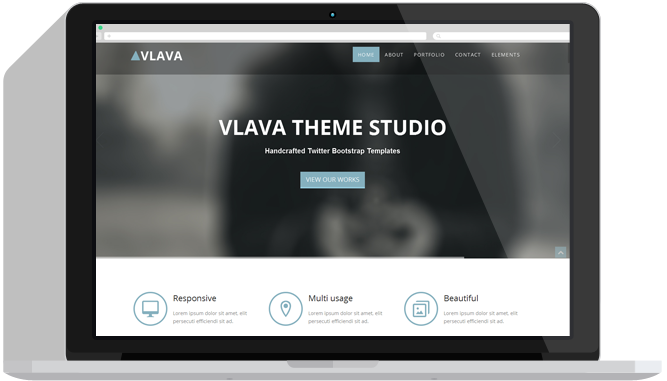 VLAVA
HOME ABOUT PORTFOLIO CONTACT ELEMENTS
VLAVA THEME STUDIO
Handcrafted Twitter Bootstrap Templates
VIEW OUR WORKS
Responsive
Lorem ipsum dolor sit amet, elit
persecuti efficiendi sit ad.
Multi usage
Lorem ipsum dolor sit amet, elit
persecuti efficiendi sit ad.
Beautiful
Lorem ipsum dolor sit amet, elit
persecuti efficiendi sit ad.